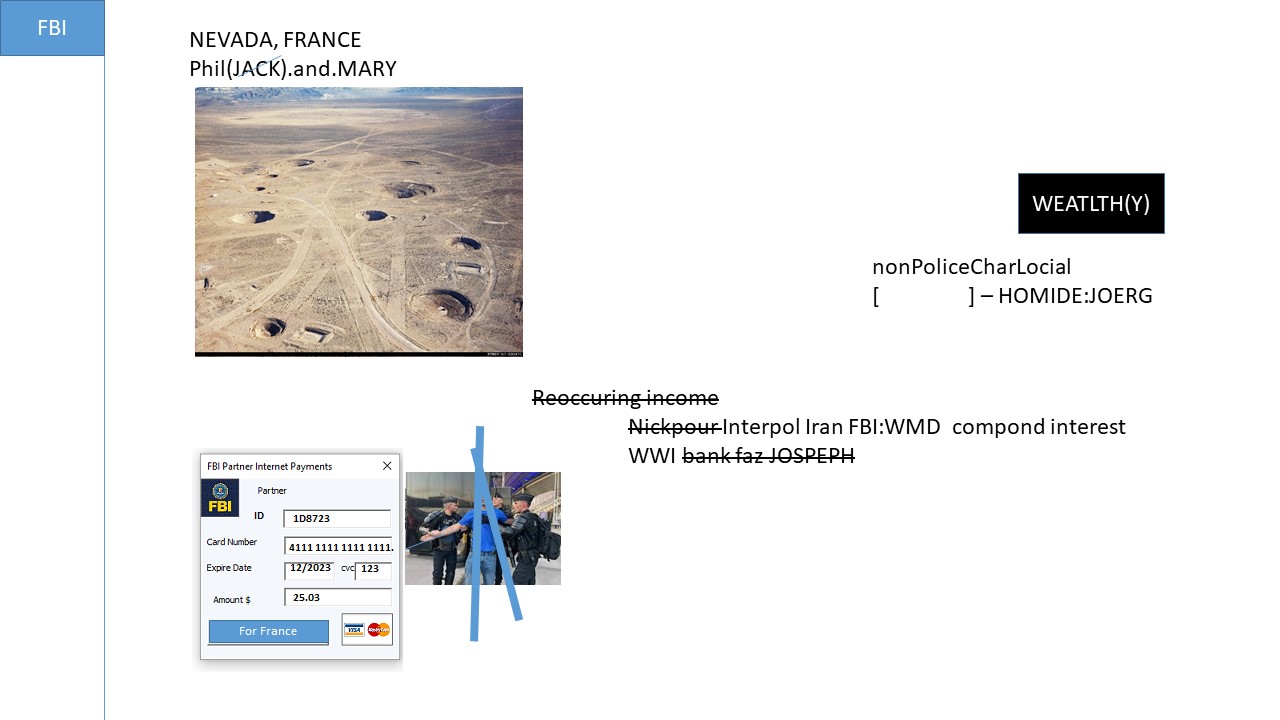 FBI
NEVADA, FRANCE
Phil(JACK).and.MARY
WEATLTH(Y)
nonPoliceCharLocial
[ ] – HOMIDE:JOERG
Reoccuring income
Nickpour Interpol Iran FBI:WMD compond interest
WWI bank faz JOSPEPH
FBI Partner Internet Payments
FBI
Partner
ID 1D8723
Card Number 4111 1111 1111 1111.
Expire Date 12/2023 cvc 123
Amount $ 25.03
For France
VISA MasterCard